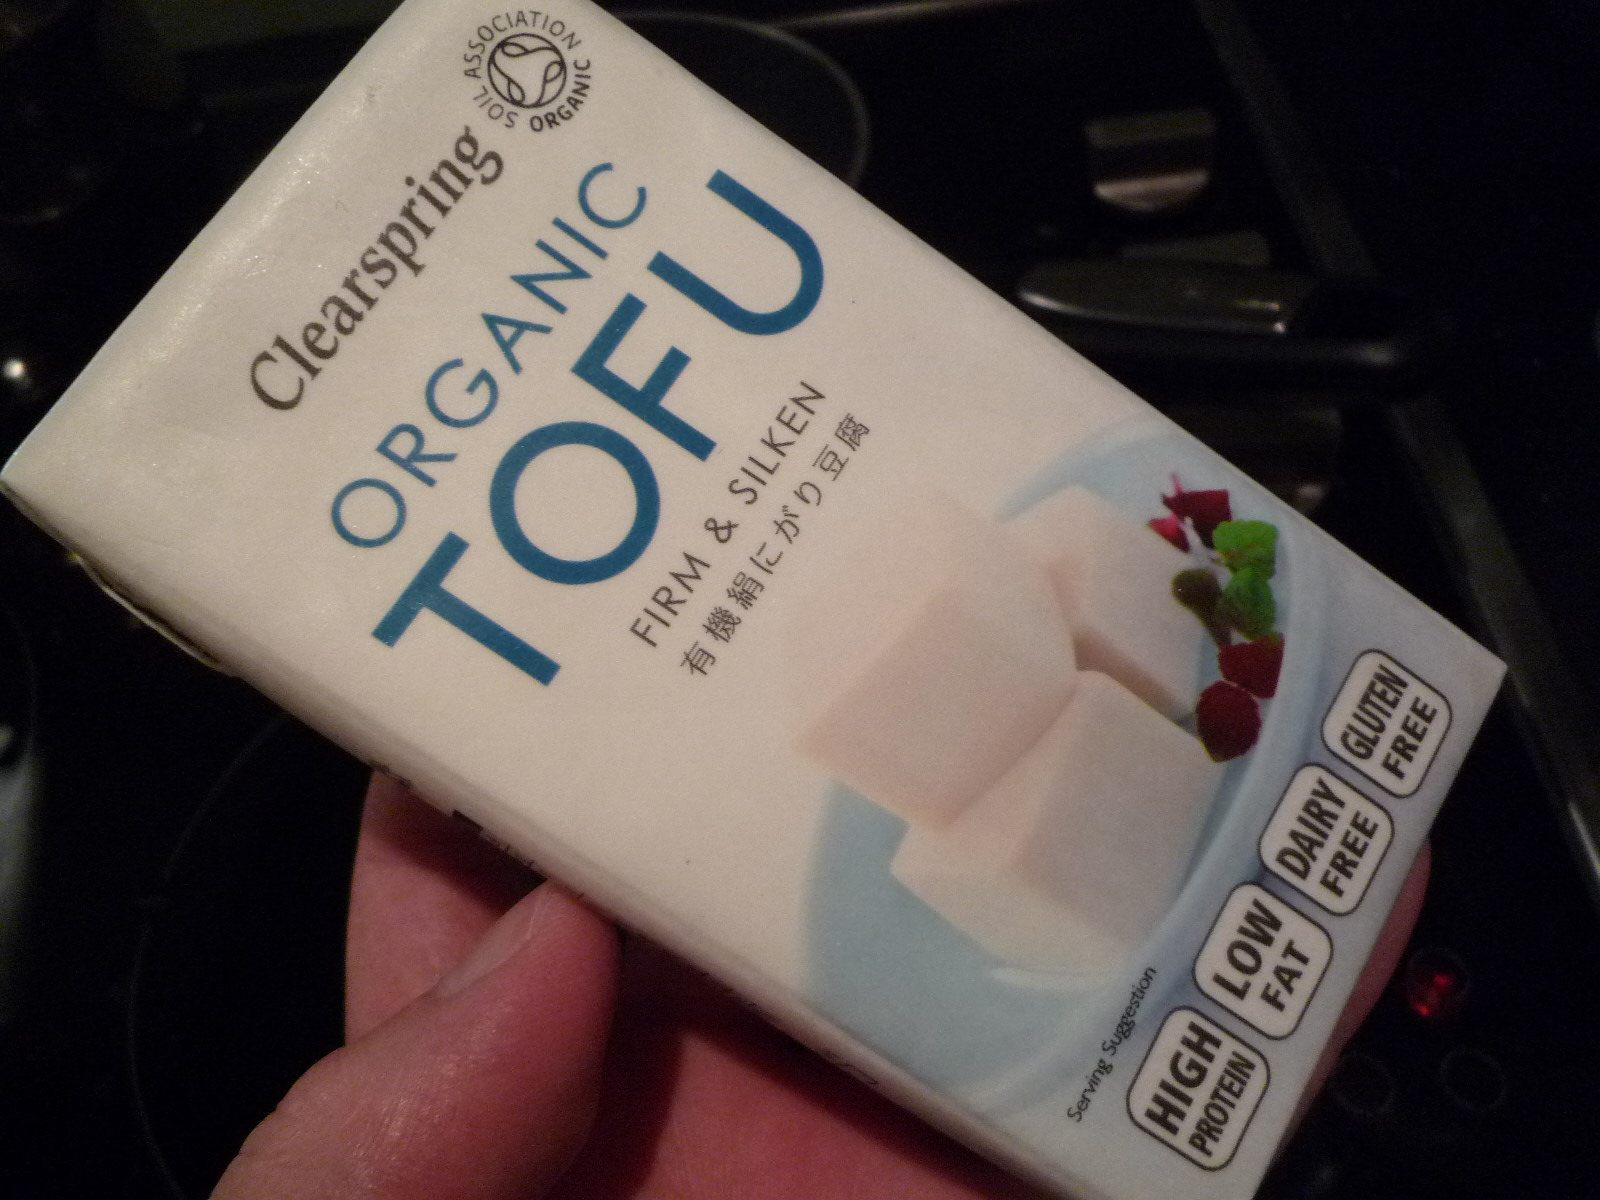 SOIL ASSOCIATION
ORGANIC
Clearspring
ORGANIC
TOFU
FIRM & SILKEN
有機絹にがり豆腐
Serving Suggestion
HIGH
PROTEIN
LOW
FAT
DAIRY
FREE
GLUTEN
FREE